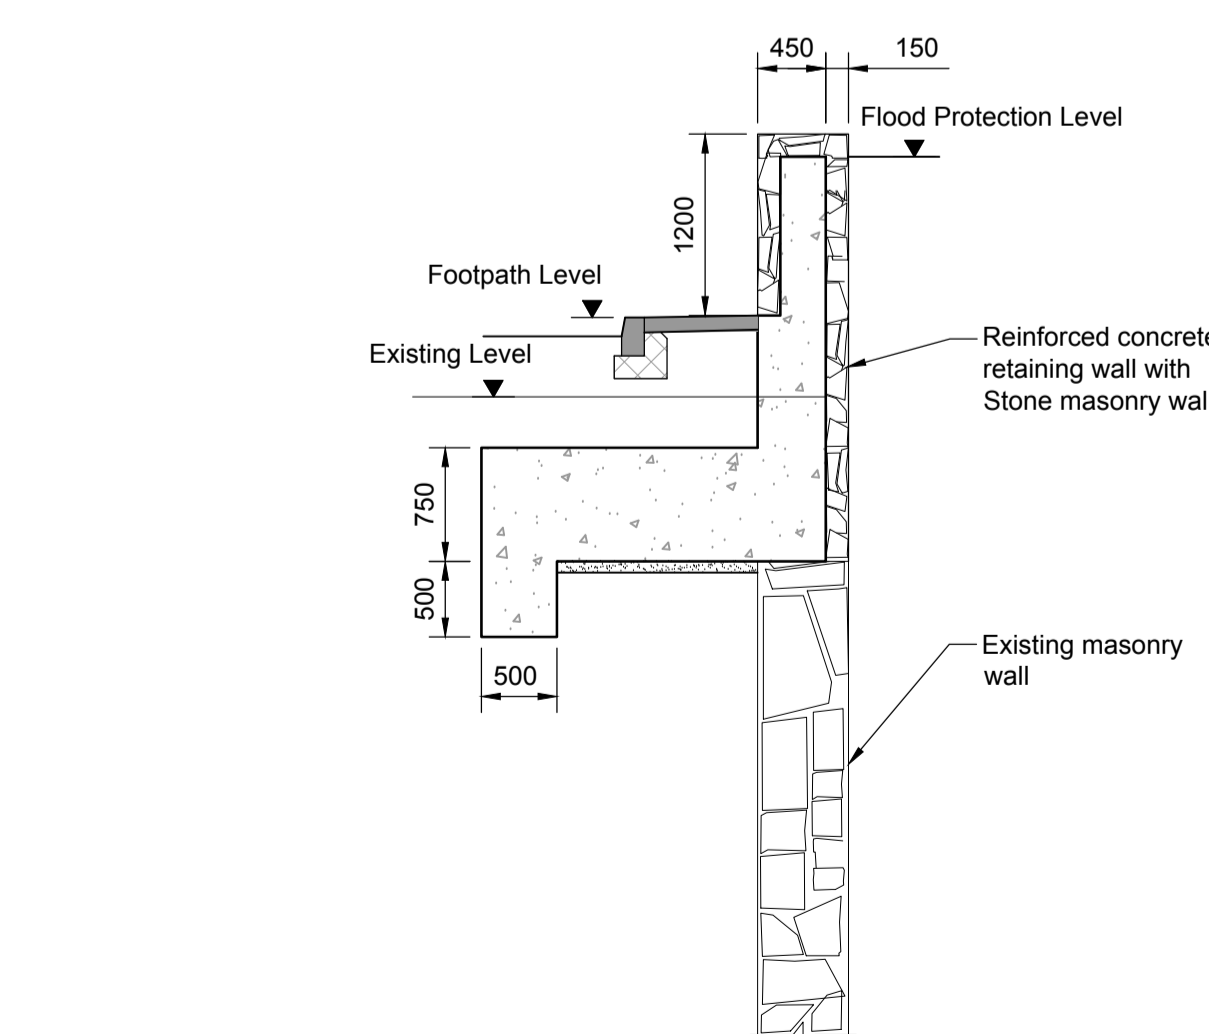 450
150
Flood Protection Level
1200
Footpath Level
Existing Level
Reinforced concrete
retaining wall with
Stone masonry wal
750
500
500
Existing masonry
wall